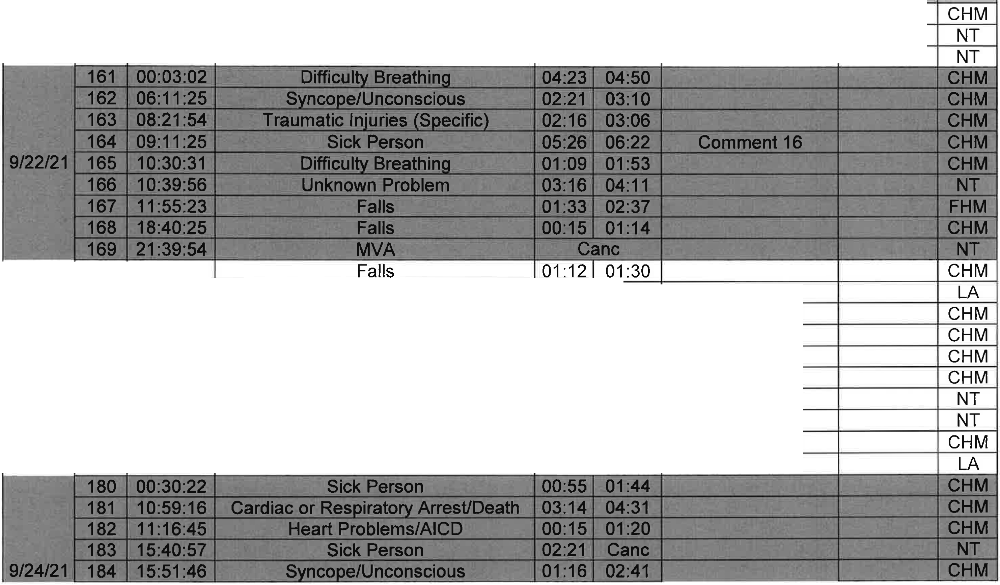 CHM
NT
NT
161 00:03:02 Difficulty Breathing 04:23 04:50 CHM
162 06:11:25 Syncope/Unconscious 02:21 03:10 CHM
163 08:21:54 Traumatic Injuries (Specific) 02:16 03:06 CHM
164 09:11:25 Sick Person 05:26 06:22 Comment 16 CHM
9/22/21 165 10:30:31 Difficulty Breathing 01:09 01:53 CHM
166 10:39:56 Unknown Problem 03:16 04:11 NT
167 11:55:23 Falls 01:33 02:37 FHM
168 18:40:25 Falls 00:15 01:14 CHM
169 21:39:54 MVA Canc NT
Falls 01:12 01:30 CHM
LA
CHM
CHM
CHM
CHM
NT
NT
CHM
LA
180 00:30:22 Sick Person 00:55 01:44 CHM
181 10:59:16 Cardiac or Respiratory Arrest/Death 03:14 04:31 CHM
182 11:16:45 Heart Problems/AICD 00:15 01:20 CHM
183 15:40:57 Sick Person 02:21 Canc NT
9/24/21 184 15:51:46 Syncope/Unconscious 01:16 02:41 CHM